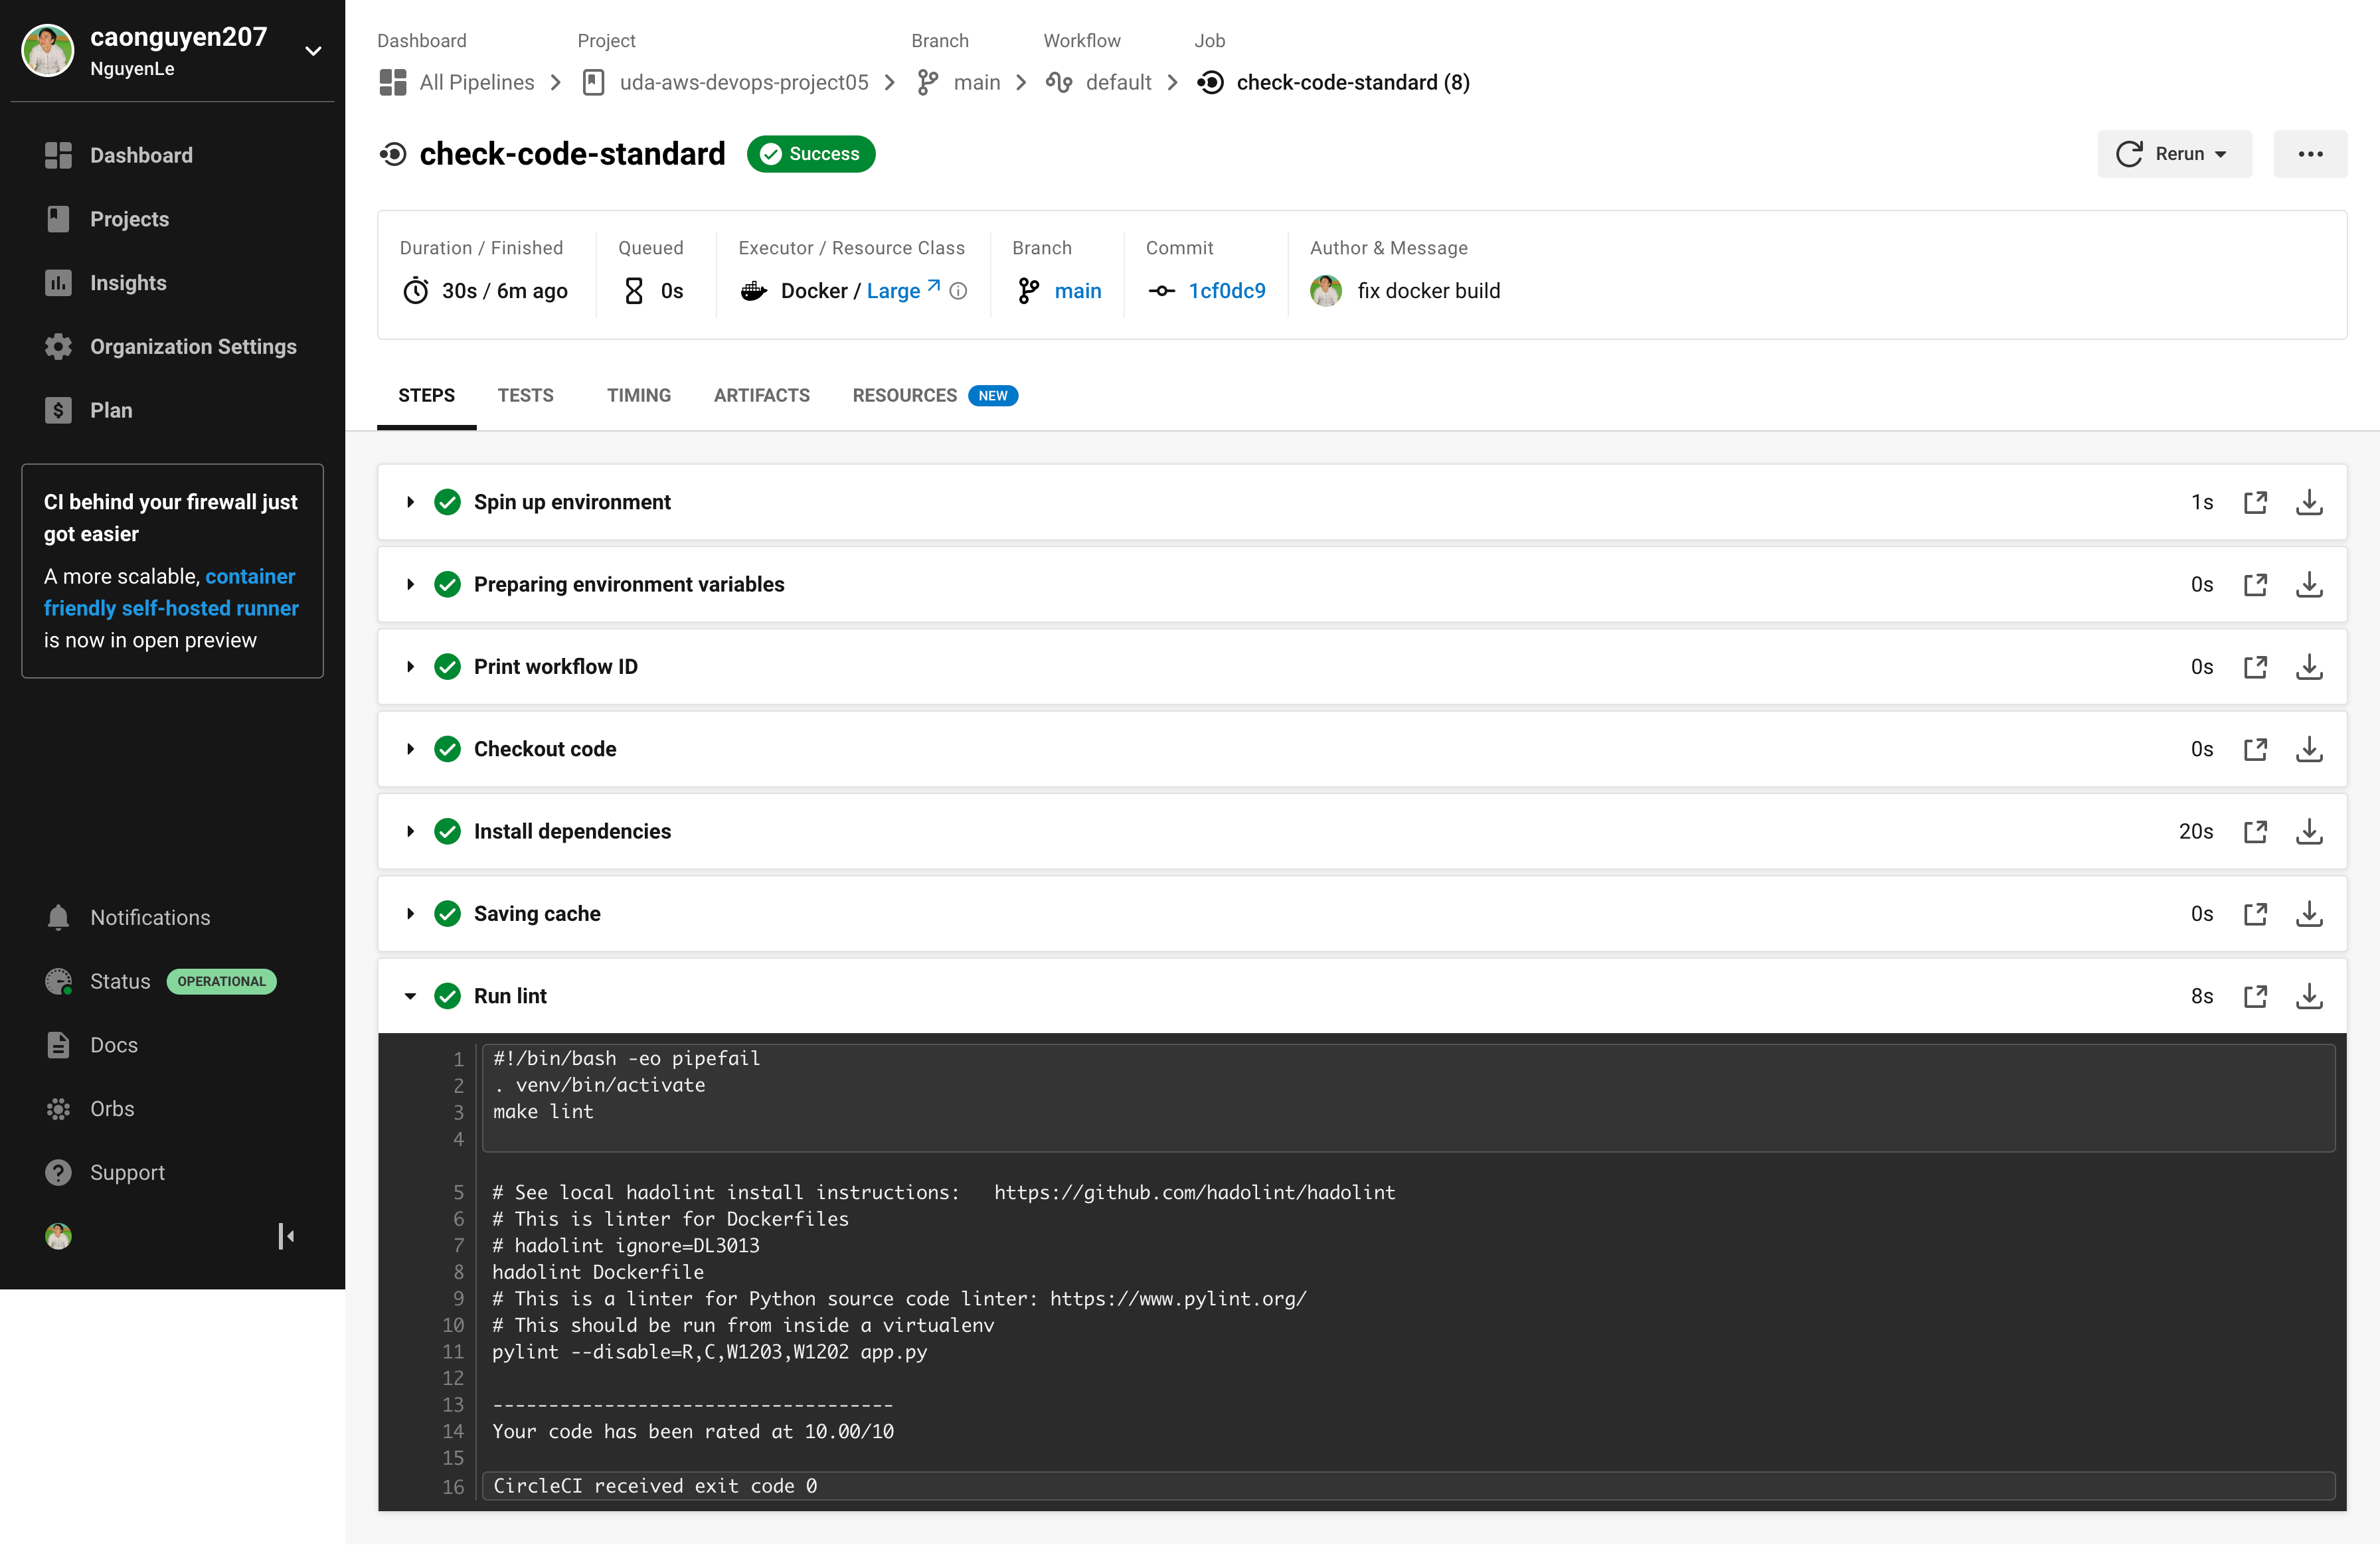 caonguyen207
NguyenLe
Dashboard
Projects
Insights
Organization Settings
Plan
CI behind your firewall just
got easier
A more scalable, container
friendly self-hosted runner
is now in open preview
Notifications
Status OPERATIONAL
Docs
Orbs
Support
Dashboard Project Branch Workflow Job
All Pipelines uda-aws-devops-project05 main default check-code-standard (8)
check-code-standard Success Rerun
Duration / Finished Queued Executor / Resource Class Branch Commit Author & Message
30s / 6m ago 0s Docker / Large main 1cf0dc9 fix docker build
STEPS TESTS TIMING ARTIFACTS RESOURCES NEW
Spin up environment 1s
Preparing environment variables 0s
Print workflow ID 0s
Checkout code 0s
Install dependencies 20s
Saving cache 0s
Run lint 8s
1 #!/bin/bash -eo pipefail
2 . venv/bin/activate
3 make lint
4
5 # See local hadolint install instructions:   https://github.com/hadolint/hadolint
6 # This is linter for Dockerfiles
7 # hadolint ignore=DL3013
8 hadolint Dockerfile
9 # This is a linter for Python source code linter: https://www.pylint.org/
10 # This should be run from inside a virtualenv
11 pylint --disable=R,C,W1203,W1202 app.py
12
13 ------------------------------------
14 Your code has been rated at 10.00/10
15
16 CircleCI received exit code 0